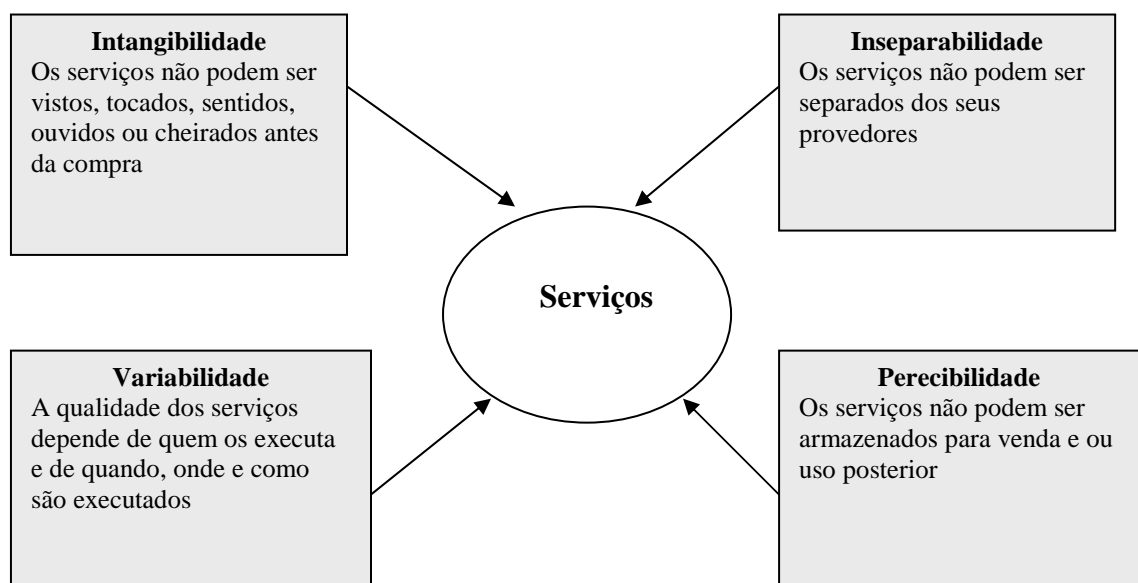 Intangibilidade
Os serviços não podem ser
vistos, tocados, sentidos,
ouvidos ou cheirados antes
da compra
Inseparabilidade
Os serviços não podem ser
separados dos seus
provedores
Serviços
Variabilidade
A qualidade dos serviços
depende de quem os executa
e de quando, onde e como
são executados
Perecibilidade
Os serviços não podem ser
armazenados para venda e ou
uso posterior